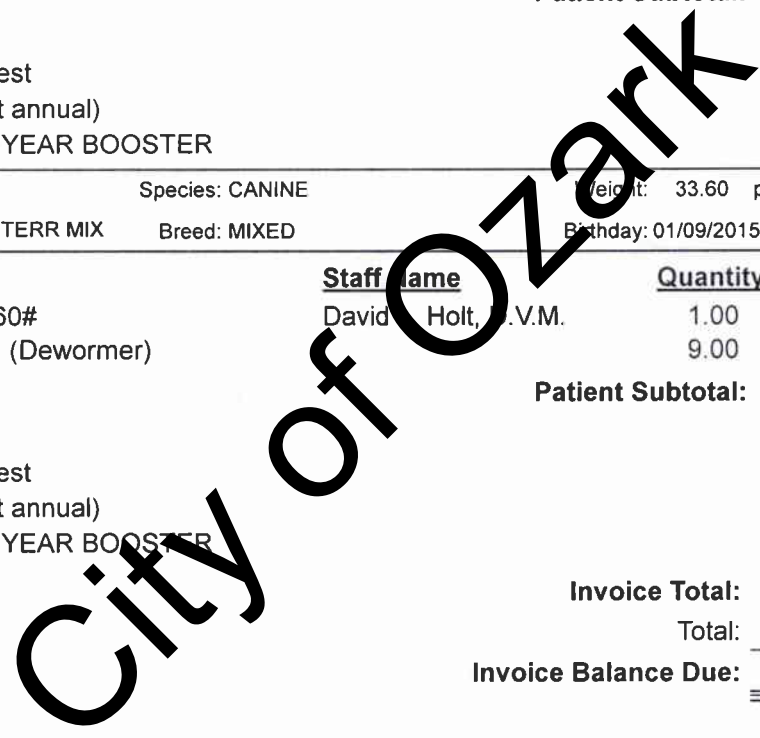 est
t annual)
YEAR BOOSTER
Species: CANINE Weight: 33.60
TERR MIX Breed: MIXED Birthday: 01/09/2015
Staff Name Quantity
60# David Holt, D.V.M. 1.00
(Dewormer) 9.00
Patient Subtotal:
est
t annual)
YEAR BOOSTER
Invoice Total:
Total:
Invoice Balance Due:
City of Ozark